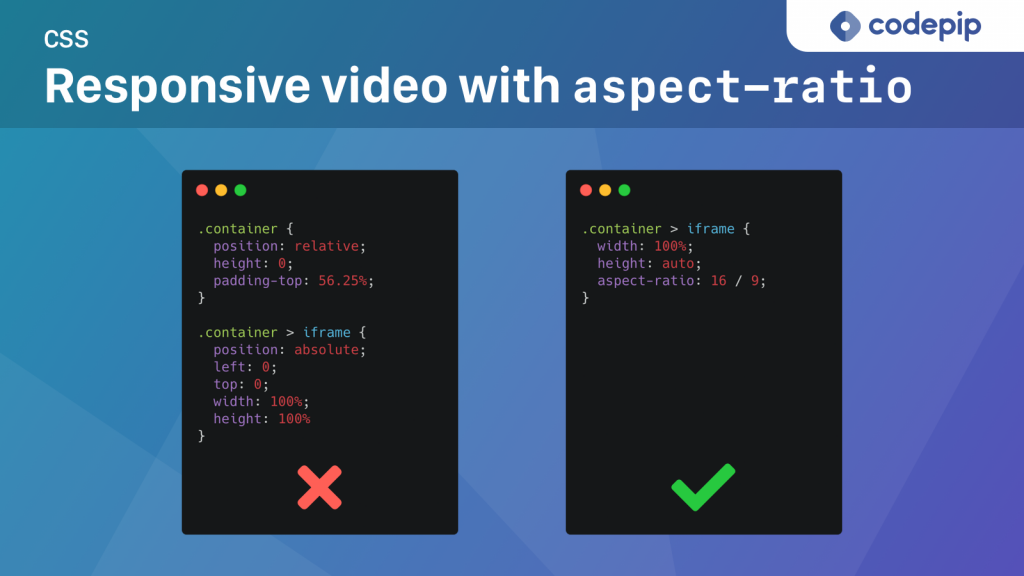 codepip
CSS
Responsive video with aspect-ratio
.container {
  position: relative;
  height: 0;
  padding-top: 56.25%;
}

.container > iframe {
  position: absolute;
  left: 0;
  top: 0;
  width: 100%;
  height: 100%
}
.container > iframe {
  width: 100%;
  height: auto;
  aspect-ratio: 16 / 9;
}